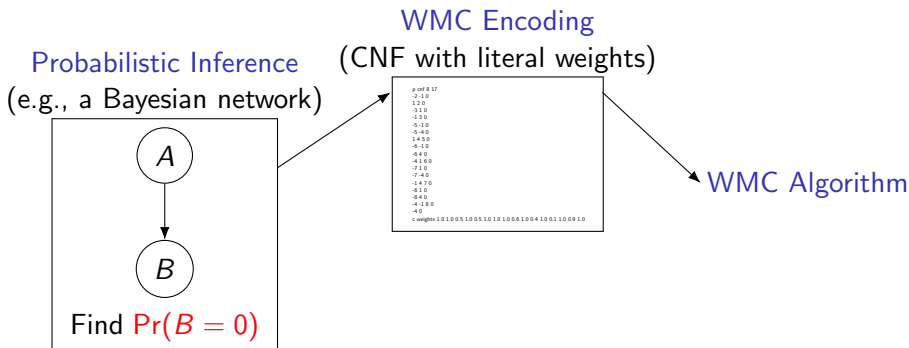 WMC Encoding
(CNF with literal weights)
Probabilistic Inference
(e.g., a Bayesian network)
A
B
Find Pr(B = 0)
p cnf 8 17
-2 -1 0
1 2 0
-3 1 0
-1 3 0
-5 -1 0
-5 -4 0
1 4 5 0
-6 -1 0
-6 4 0
-4 1 6 0
-7 1 0
-7 -4 0
-1 4 7 0
-8 1 0
-8 4 0
-4 -1 8 0
-4 0
c weights 1.0 1.0 0.5 1.0 0.5 1.0 1.0 1.0 0.6 1.0 0.4 1.0 0.1 1.0 0.9 1.0
WMC Algorithm